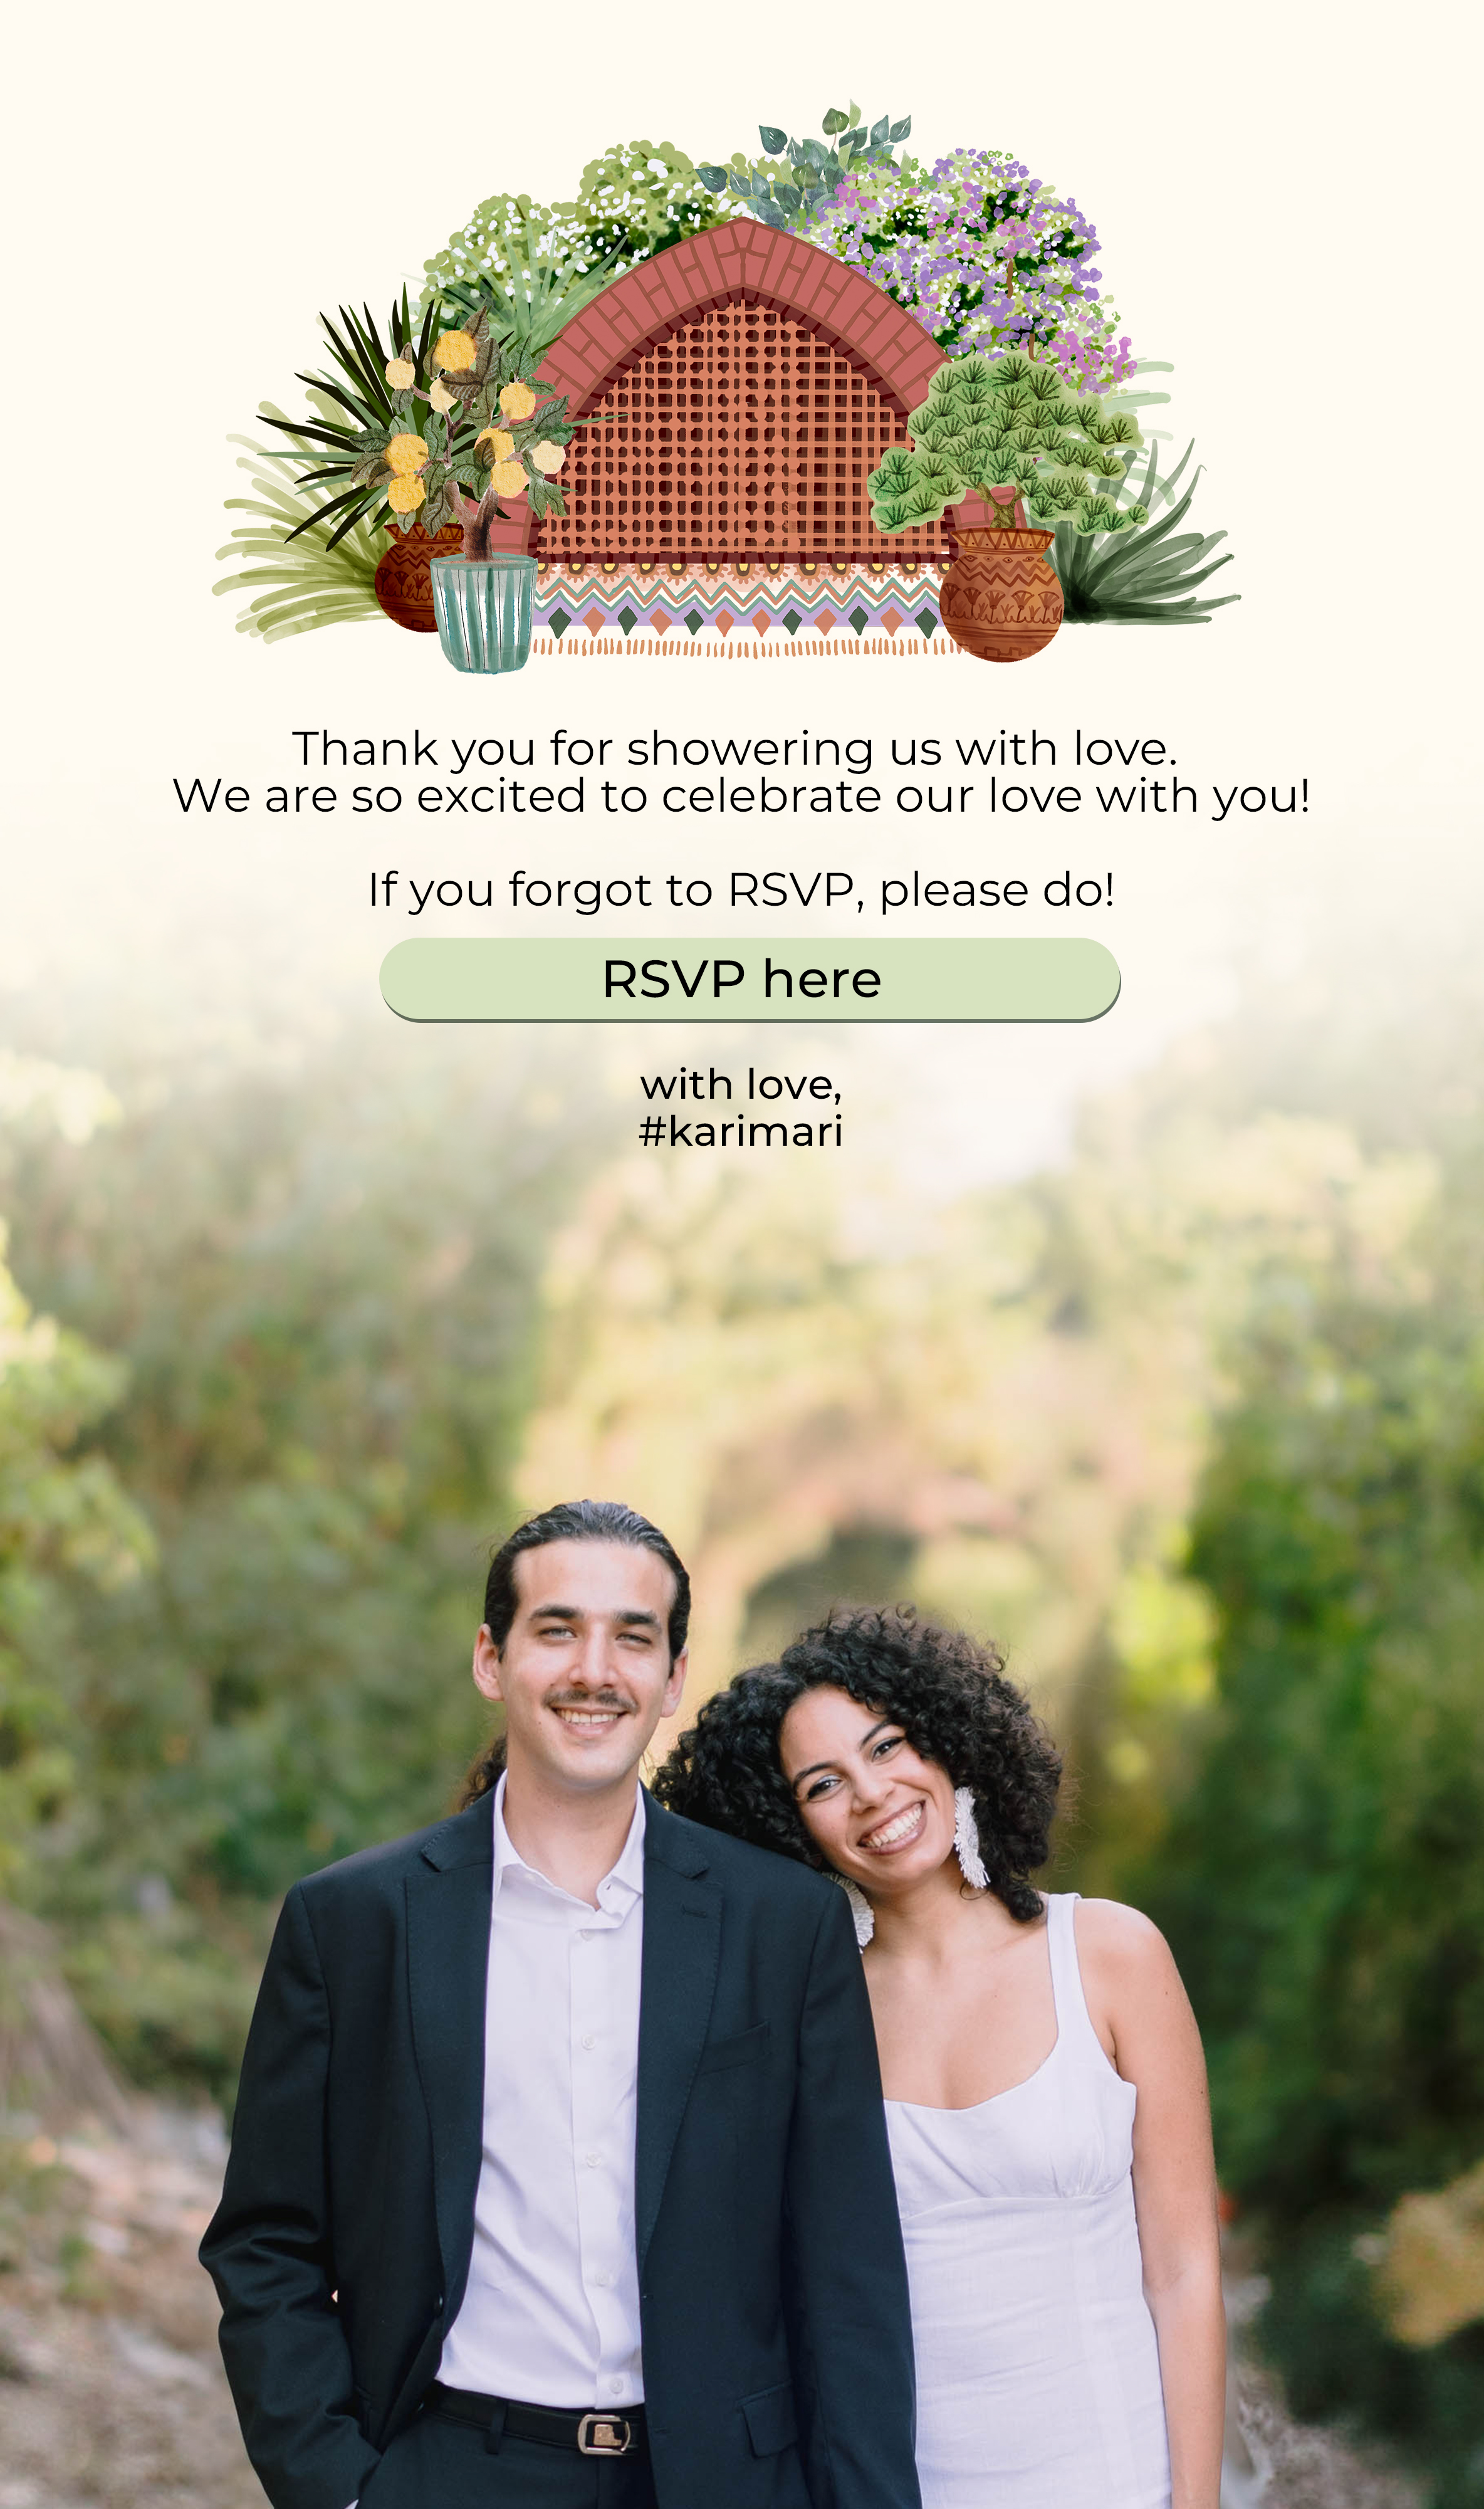 Thank you for showering us with love.
We are so excited to celebrate our love with you!
If you forgot to RSVP, please do!
RSVP here
with love,
#karimari